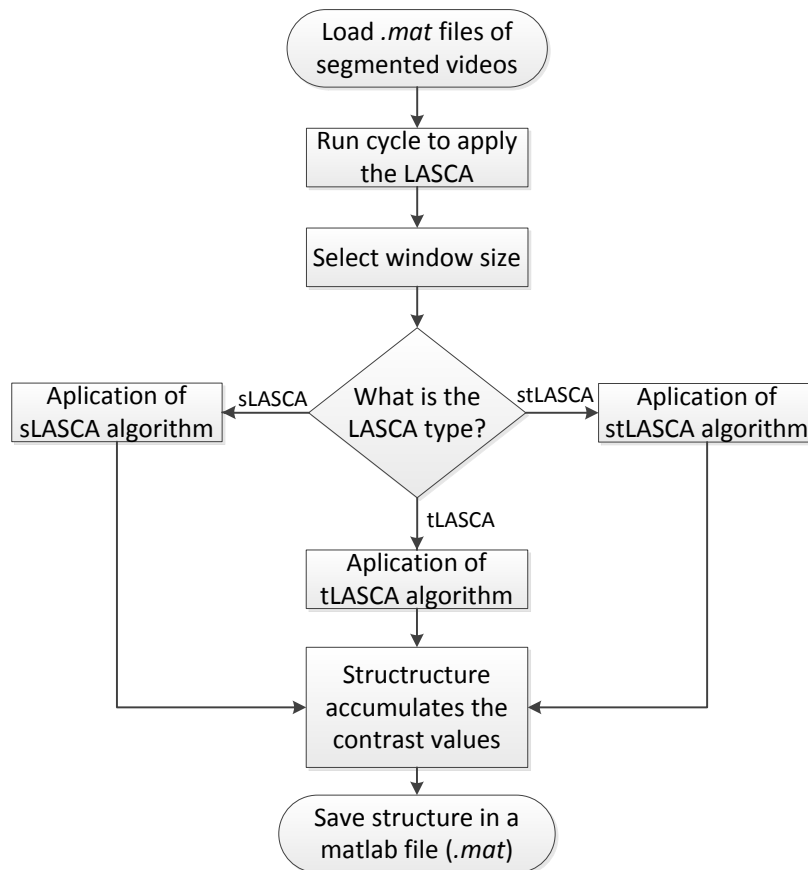 Load .mat files of
segmented videos
Run cycle to apply
the LASCA
Select window size
What is the
LASCA type?
sLASCA
stLASCA
tLASCA
Aplication of
sLASCA algorithm
Aplication of
stLASCA algorithm
Aplication of
tLASCA algorithm
Structructure
accumulates the
contrast values
Save structure in a
matlab file (.mat)